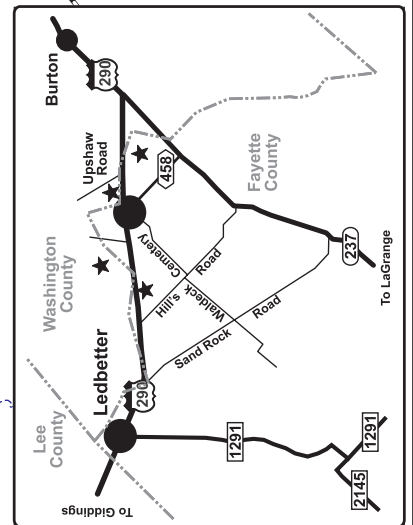 Burton
290
Upshaw
Road
458
Fayette
County
Washington
County
Cemetery
Hill's
Road
Waldeck
237
To LaGrange
Road
Sand Rock
Ledbetter
290
Lee
County
1291
1291
2145
To Giddings